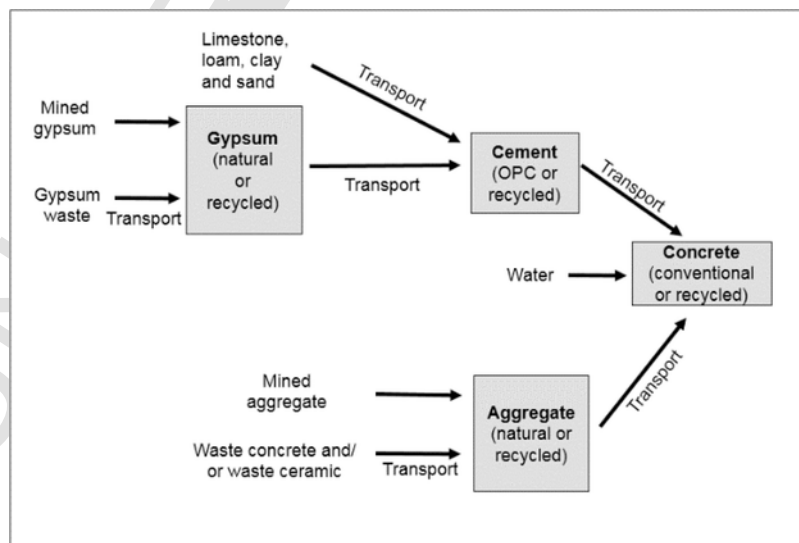 Limestone,
loam, clay
and sand
Transport
Mined
gypsum
Gypsum
(natural
or
recycled)
Cement
(OPC or
recycled)
Transport
Transport
Gypsum
waste
Transport
Concrete
(conventional
or recycled)
Water
Transport
Mined
aggregate
Aggregate
(natural or
recycled)
Waste concrete and/
or waste ceramic
Transport